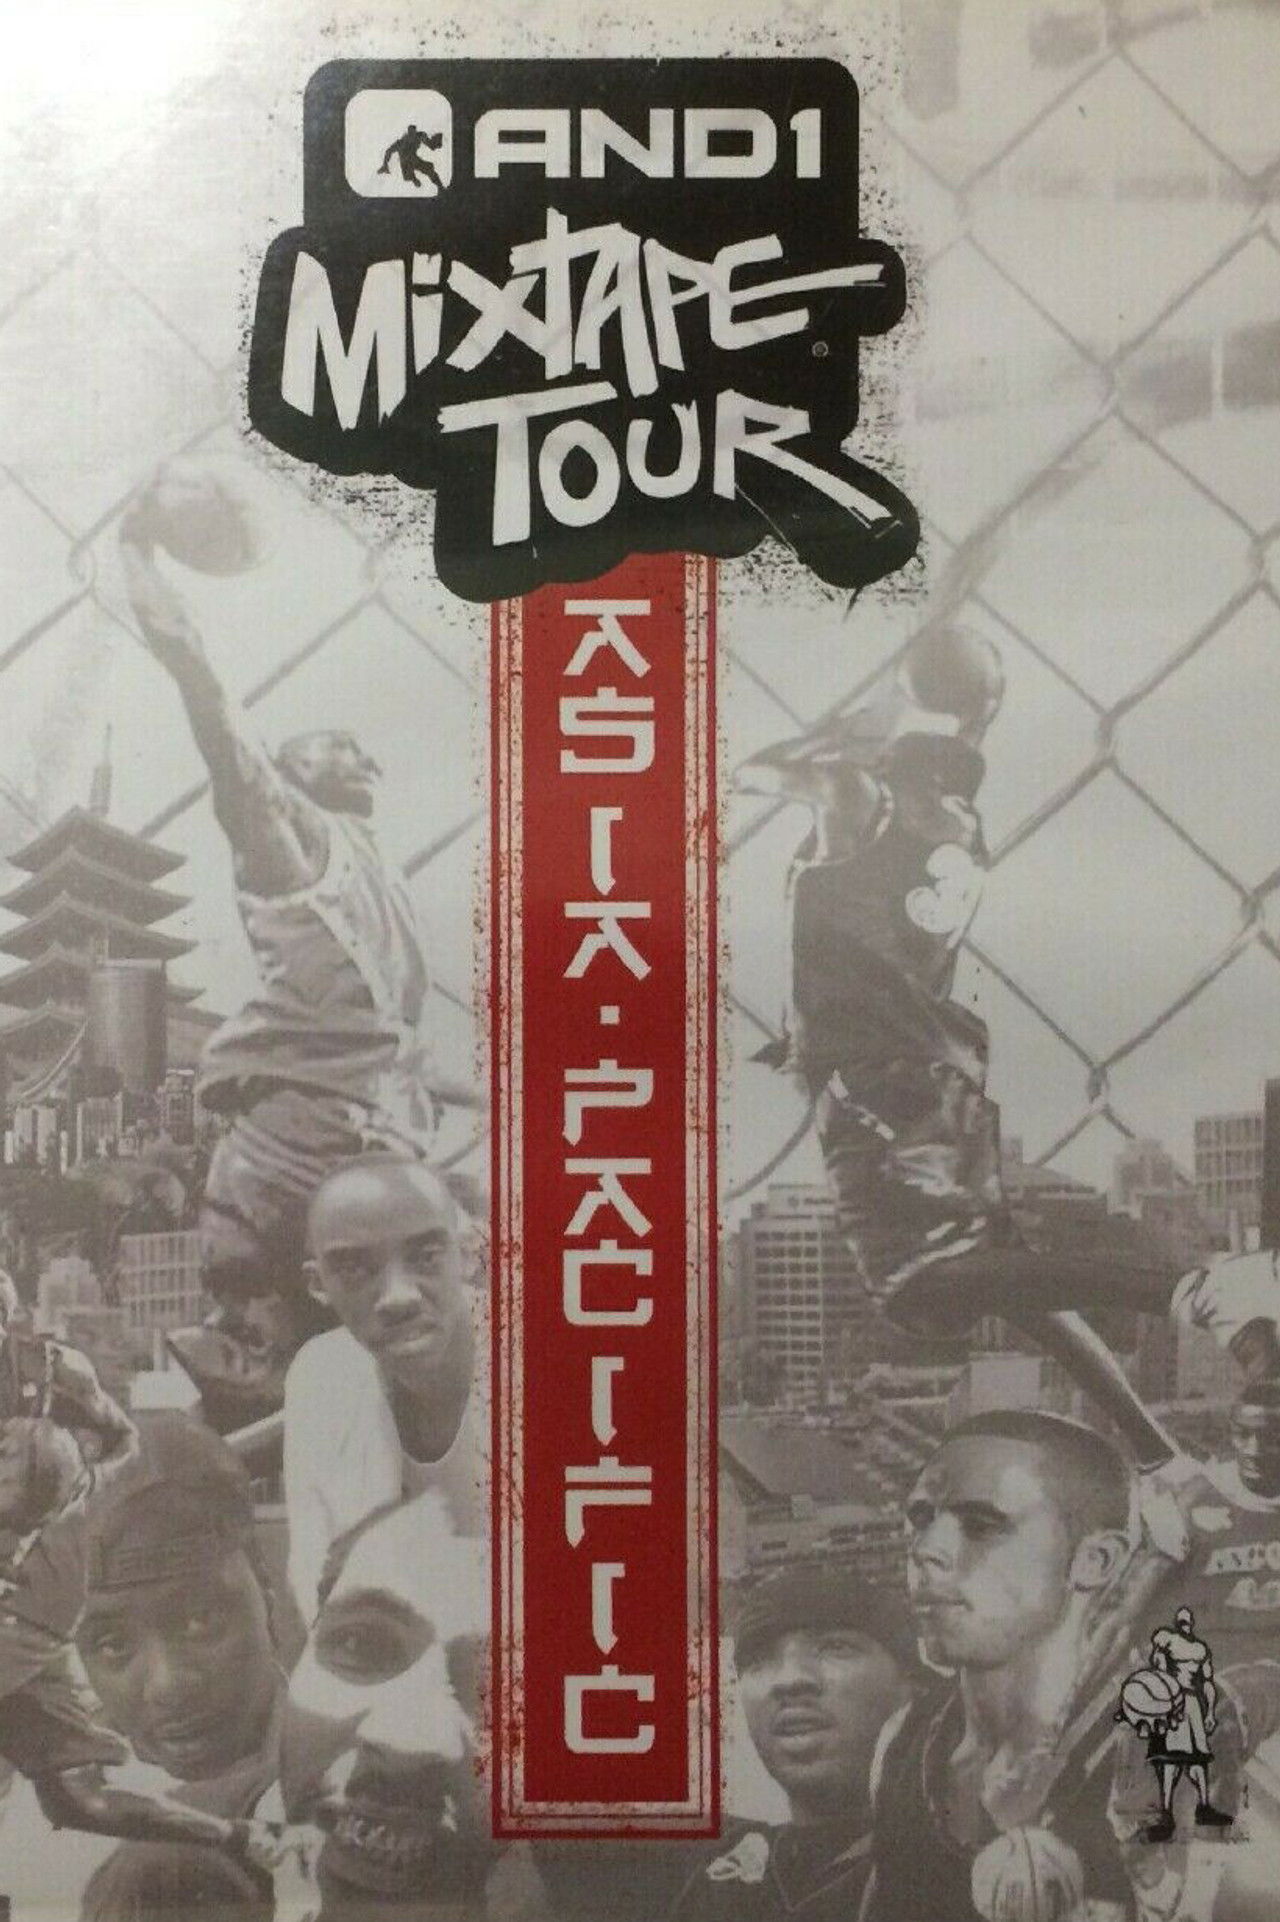 AND1
MIXTAPE
TOUR
ASIA·PACIFIC